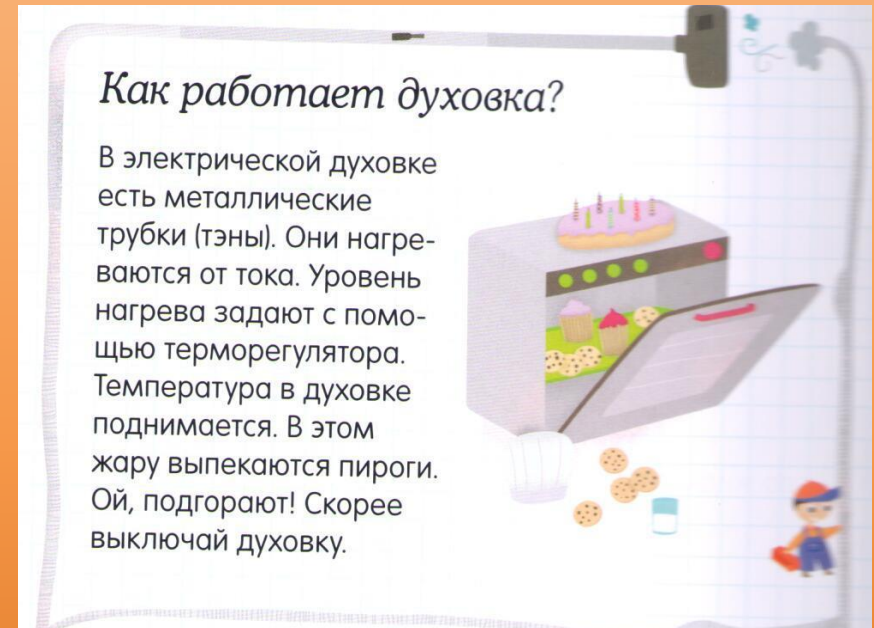 Как работает духовка?
В электрической духовке
есть металлические
трубки (тэны). Они нагре-
ваются от тока. Уровень
нагрева задают с помо-
щью терморегулятора.
Температура в духовке
поднимается. В этом
жару выпекаются пироги.
Ой, подгорают! Скорее
выключай духовку.